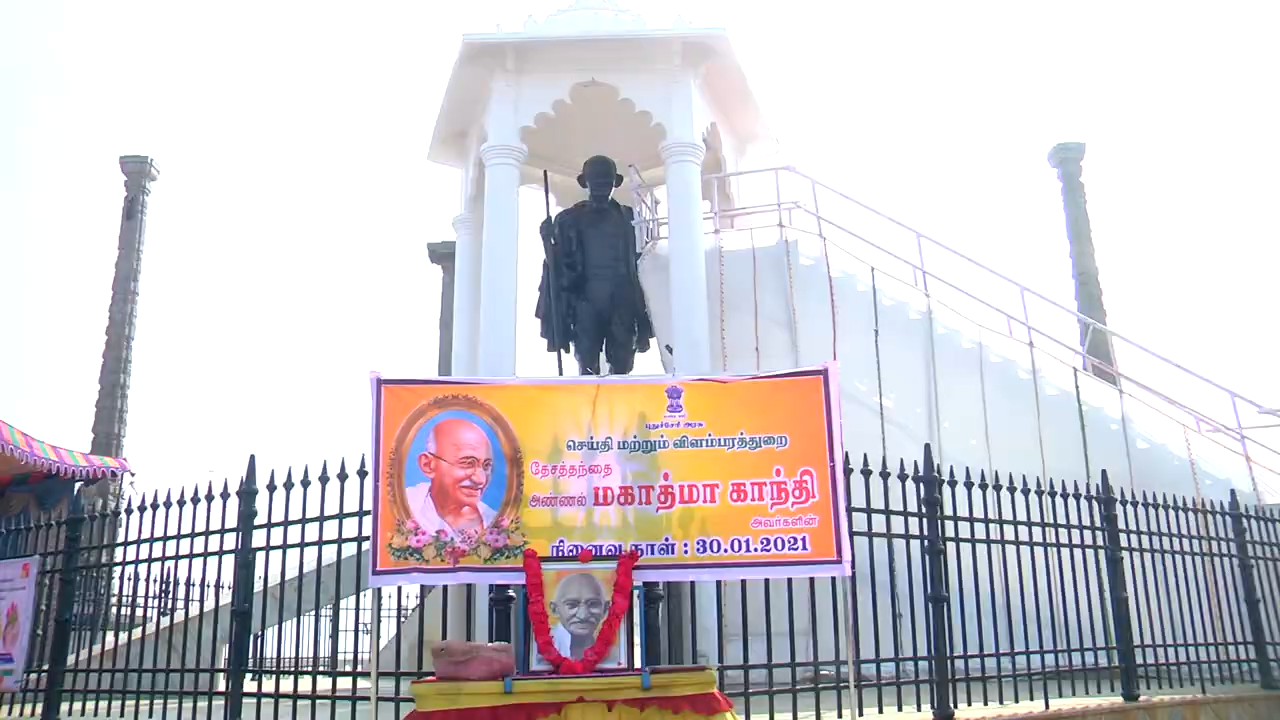 புதுச்சேரி அரசு
செய்தி மற்றும் விளம்பரத்துறை
தேசத்தந்தை
அண்ணல் மகாத்மா காந்தி
அவர்களின்
நினைவு நாள் : 30.01.2021